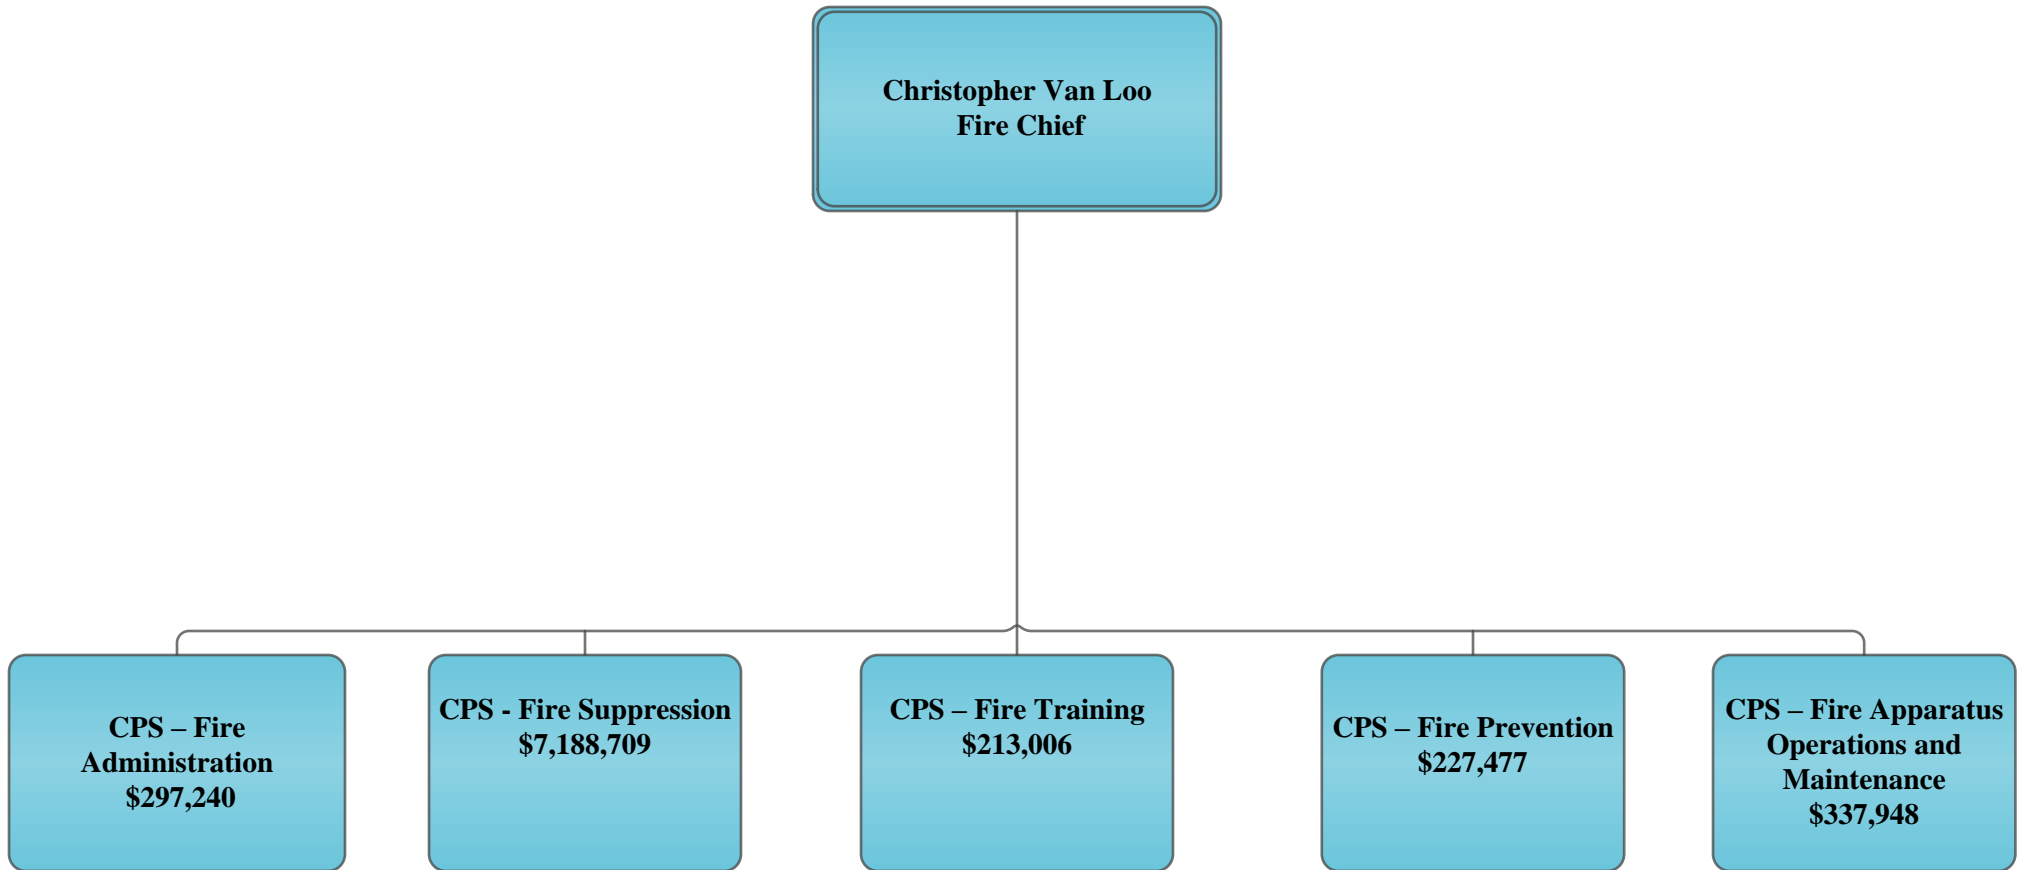 Christopher Van Loo
Fire Chief
CPS – Fire
Administration
$297,240
CPS - Fire Suppression
$7,188,709
CPS – Fire Training
$213,006
CPS – Fire Prevention
$227,477
CPS – Fire Apparatus
Operations and
Maintenance
$337,948